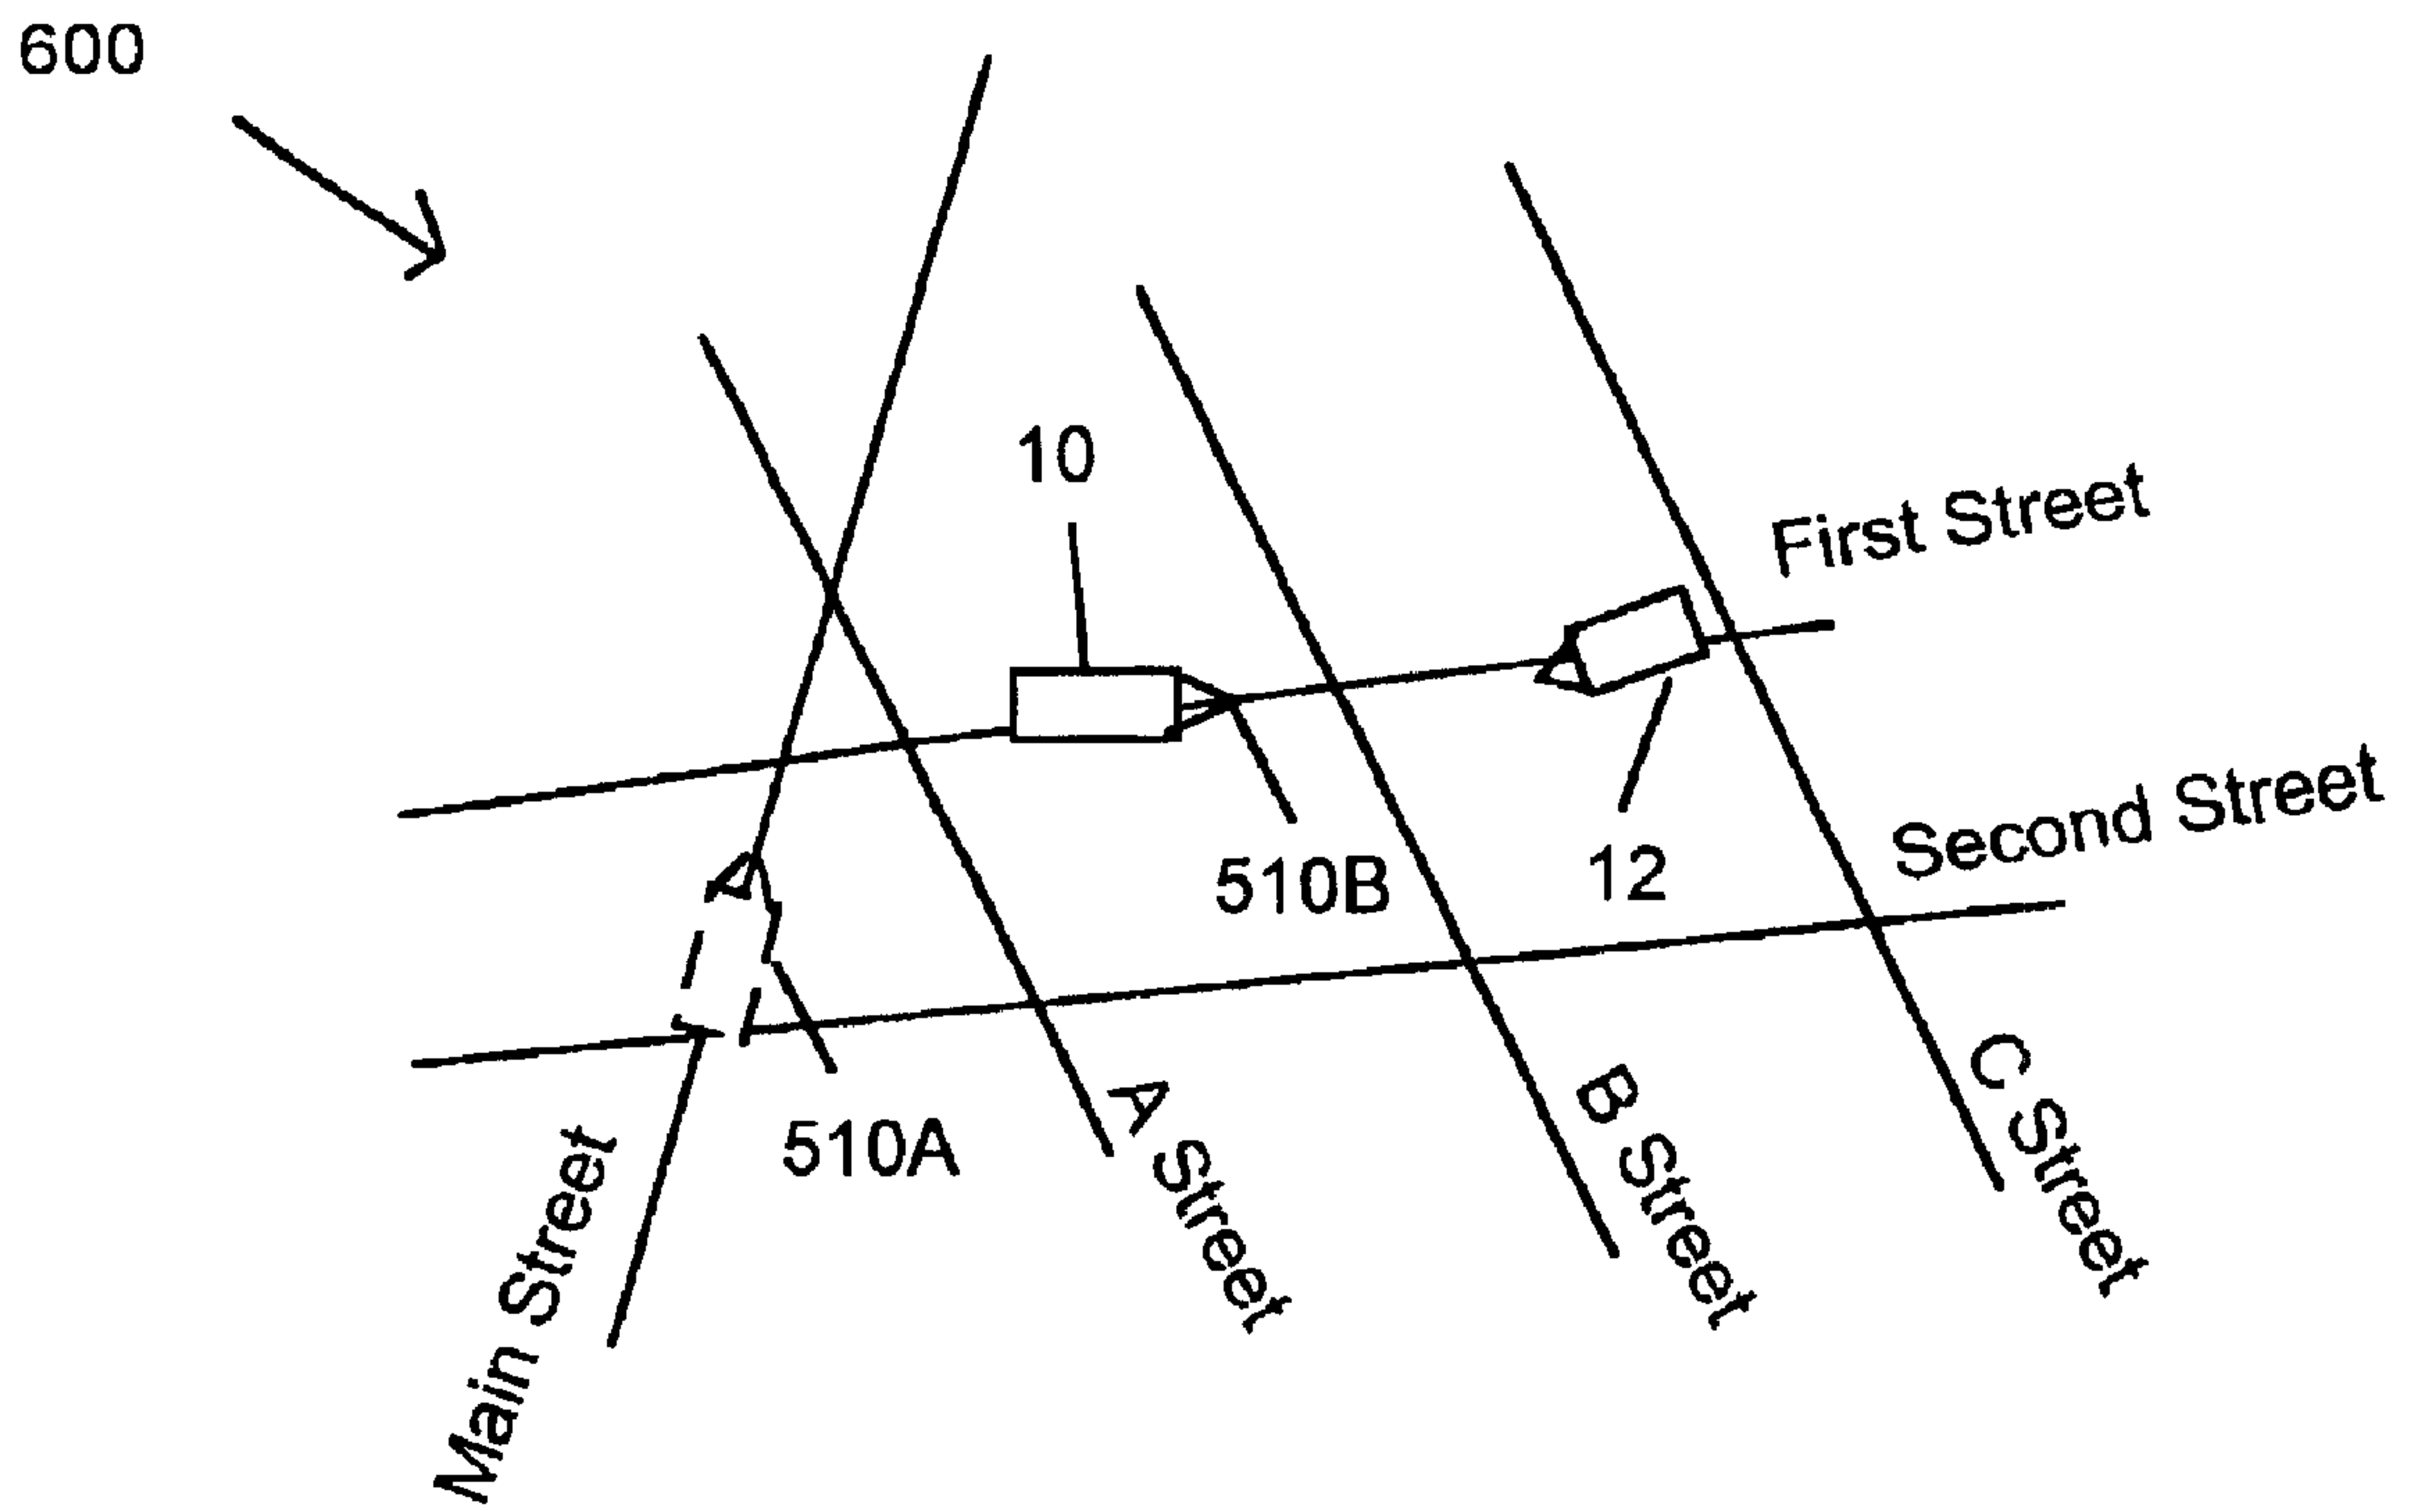 600
10
First Street
510B
12
Second Street
510A
A Street
B Street
C Street
Main Street